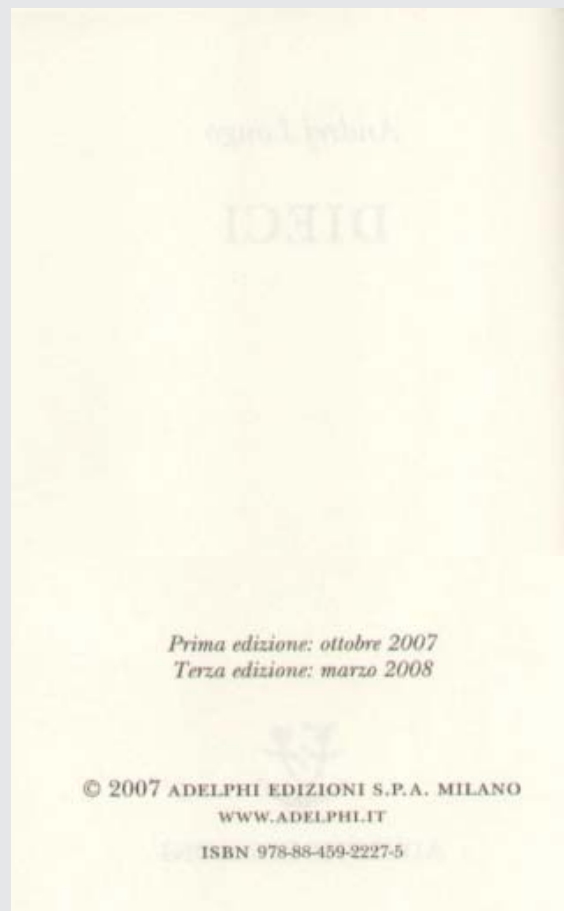 Prima edizione: ottobre 2007
Terza edizione: marzo 2008
© 2007 ADELPHI EDIZIONI S.P.A. MILANO
WWW.ADELPHI.IT
ISBN 978-88-459-2227-5